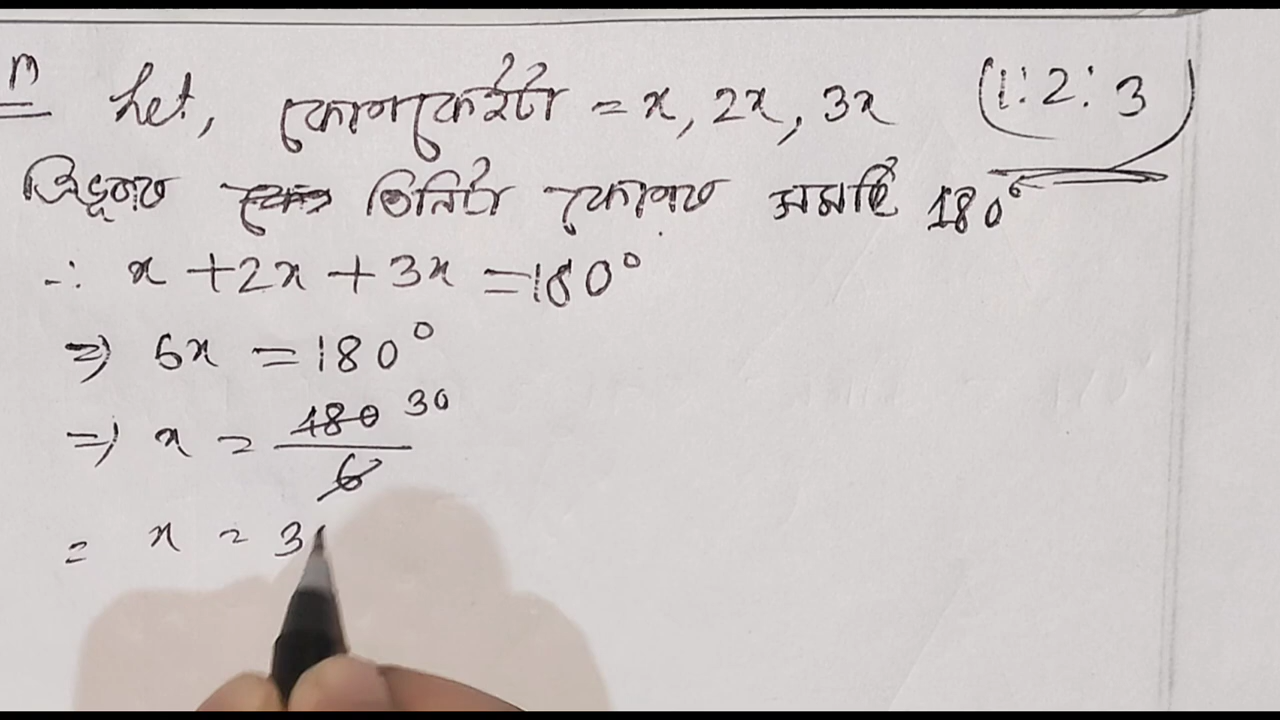 Let, কোণকেইটা = x, 2x, 3x (1:2:3)
ত্ৰিভূজৰ তিনিটা কোণৰ সমষ্টি 180°
∴ x + 2x + 3x = 180°
⇒ 6x = 180°
⇒ x = 180/6 30
= x = 3